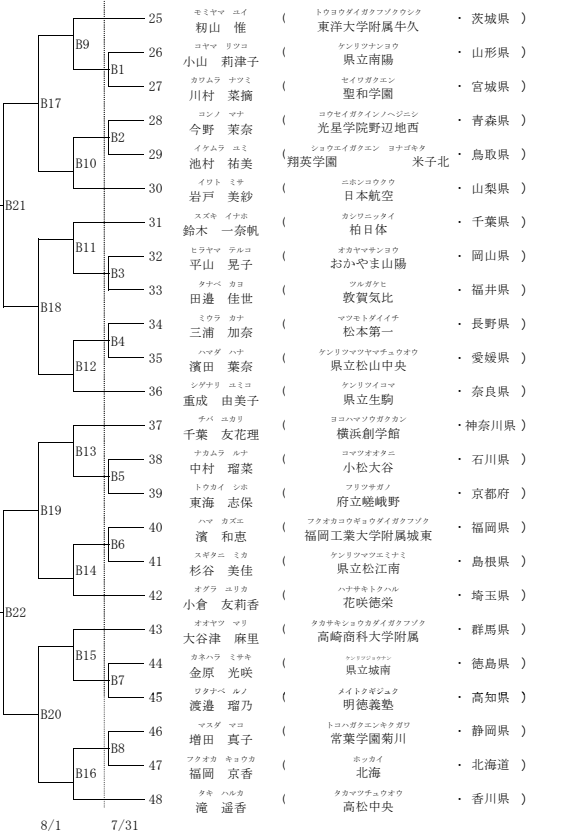 モミヤマ ユイ トウヨウダイガクフゾクウシク
25 籾山 惟 ( 東洋大学附属牛久 ・ 茨城県 )
B9
コヤマ リツコ ケンリツナンヨウ
26 小山 莉津子 ( 県立南陽 ・ 山形県 )
B1
カワムラ ナツミ セイワガクエン
27 川村 菜摘 ( 聖和学園 ・ 宮城県 )
B17
コンノ マナ コウセイガクインノヘジニシ
28 今野 茉奈 ( 光星学院野辺地西 ・ 青森県 )
B2
イケムラ ユミ ショウエイガクエン ヨナゴキタ
29 池村 祐美 ( 翔英学園 米子北 ・ 鳥取県 )
B10
イワト ミサ ニホンコウクウ
30 岩戸 美紗 ( 日本航空 ・ 山梨県 )
B21
スズキ イナホ カシワニッタイ
31 鈴木 一奈帆 ( 柏日体 ・ 千葉県 )
B11
ヒラヤマ テルコ オカヤマサンヨウ
32 平山 晃子 ( おかやま山陽 ・ 岡山県 )
B3
タナベ カヨ ツルガケヒ
33 田邉 佳世 ( 敦賀気比 ・ 福井県 )
B18
ミウラ カナ マツモトダイイチ
34 三浦 加奈 ( 松本第一 ・ 長野県 )
B4
ハマダ ハナ ケンリツマツヤマチュウオウ
35 濱田 葉奈 ( 県立松山中央 ・ 愛媛県 )
B12
シゲナリ ユミコ ケンリツイコマ
36 重成 由美子 ( 県立生駒 ・ 奈良県 )
チバ ユカリ ヨコハマソウガクカン
37 千葉 友花理 ( 横浜創学館 ・神奈川県 )
B13
ナカムラ ルナ コマツオオタニ
38 中村 瑠菜 ( 小松大谷 ・ 石川県 )
B5
トウカイ シホ フリツサガノ
39 東海 志保 ( 府立嵯峨野 ・ 京都府 )
B19
ハマ カズエ フクオカコウギョウダイガクフゾク
40 濱 和恵 ( 福岡工業大学附属城東 ・ 福岡県 )
B6
スギタニ ミカ ケンリツマツエミナミ
41 杉谷 美佳 ( 県立松江南 ・ 島根県 )
B14
オグラ ユリカ ハナサキトクハル
42 小倉 友莉香 ( 花咲徳栄 ・ 埼玉県 )
B22
オオヤツ マリ タカサキショウカダイガクフゾク
43 大谷津 麻里 ( 高崎商科大学附属 ・ 群馬県 )
B15
カネハラ ミサキ ケンリツジョウナン
44 金原 光咲 ( 県立城南 ・ 徳島県 )
B7
ワタナベ ルノ メイトクギジュク
45 渡邉 瑠乃 ( 明徳義塾 ・ 高知県 )
B20
マスダ マコ トコハガクエンキクガワ
46 増田 真子 ( 常葉学園菊川 ・ 静岡県 )
B8
フクオカ キョウカ ホッカイ
47 福岡 京香 ( 北海 ・ 北海道 )
B16
タキ ハルカ タカマツチュウオウ
48 滝 遥香 ( 高松中央 ・ 香川県 )
8/1 7/31